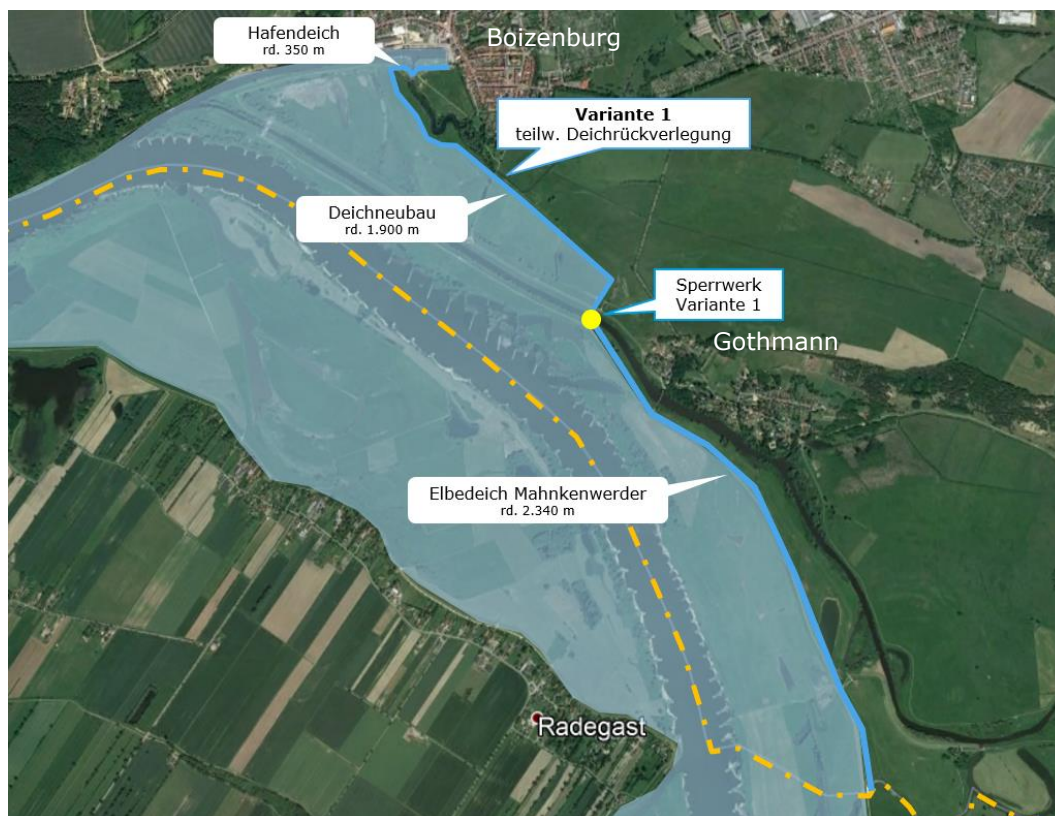 Hafendeich
rd. 350 m
Boizenburg
Variante 1
teilw. Deichrückverlegung
Deichneubau
rd. 1.900 m
Sperrwerk
Variante 1
Gothmann
Elbedeich Mahnkenwerder
rd. 2.340 m
Radegast